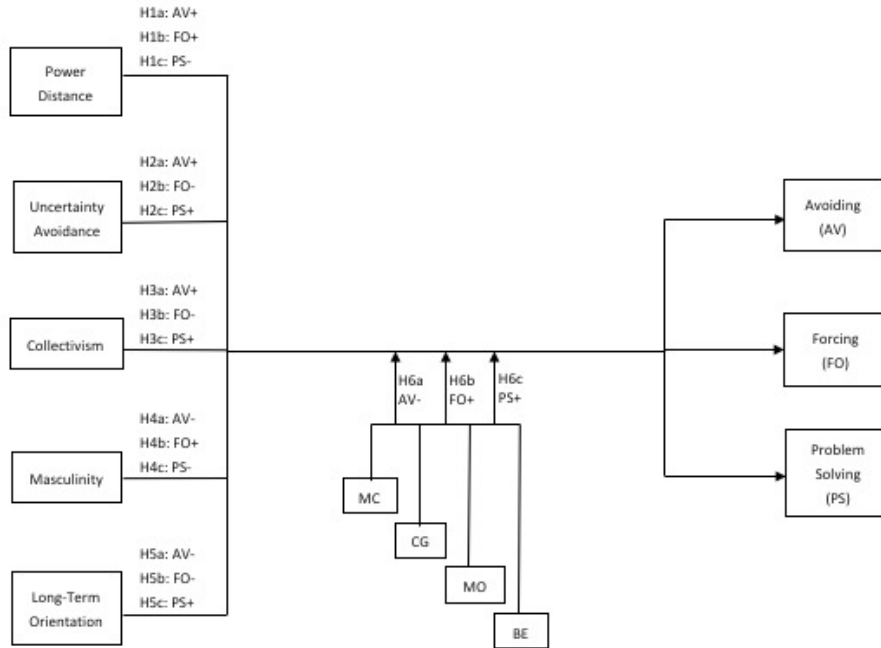 H1a: AV+
H1b: FO+
H1c: PS-
Power
Distance
H2a: AV+
H2b: FO-
H2c: PS+
Uncertainty
Avoidance
Avoiding
(AV)
H3a: AV+
H3b: FO-
H3c: PS+
Collectivism
Forcing
(FO)
H6a
AV-
H6b
FO+
H6c
PS+
H4a: AV-
H4b: FO+
H4c: PS-
Masculinity
Problem
Solving
(PS)
MC
CG
MO
BE
H5a: AV-
H5b: FO-
H5c: PS+
Long-Term
Orientation